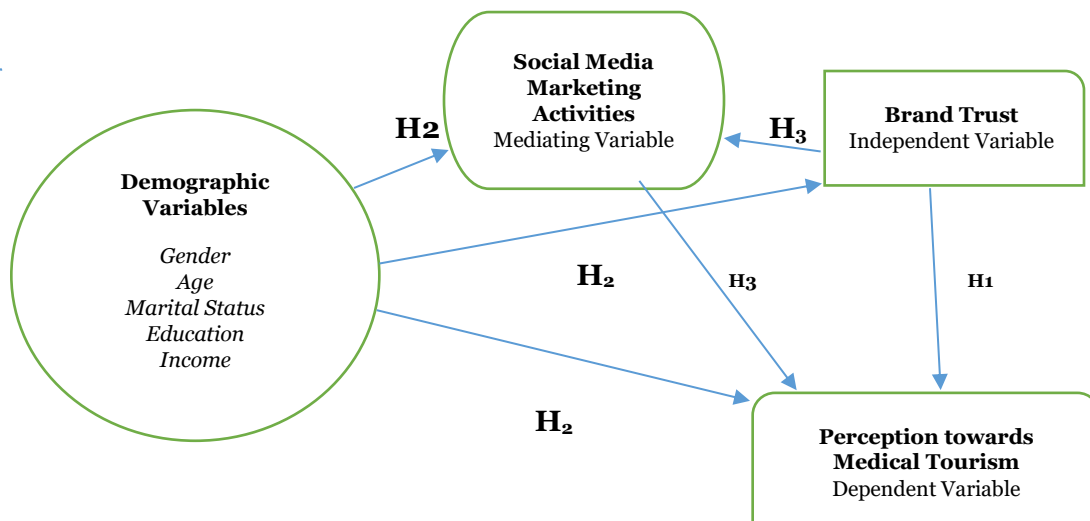 Social Media
Marketing
Activities
Mediating Variable
H2
H₃
Brand Trust
Independent Variable
Demographic
Variables
Gender
Age
Marital Status
Education
Income
H₂
H3
H1
H₂
Perception towards
Medical Tourism
Dependent Variable